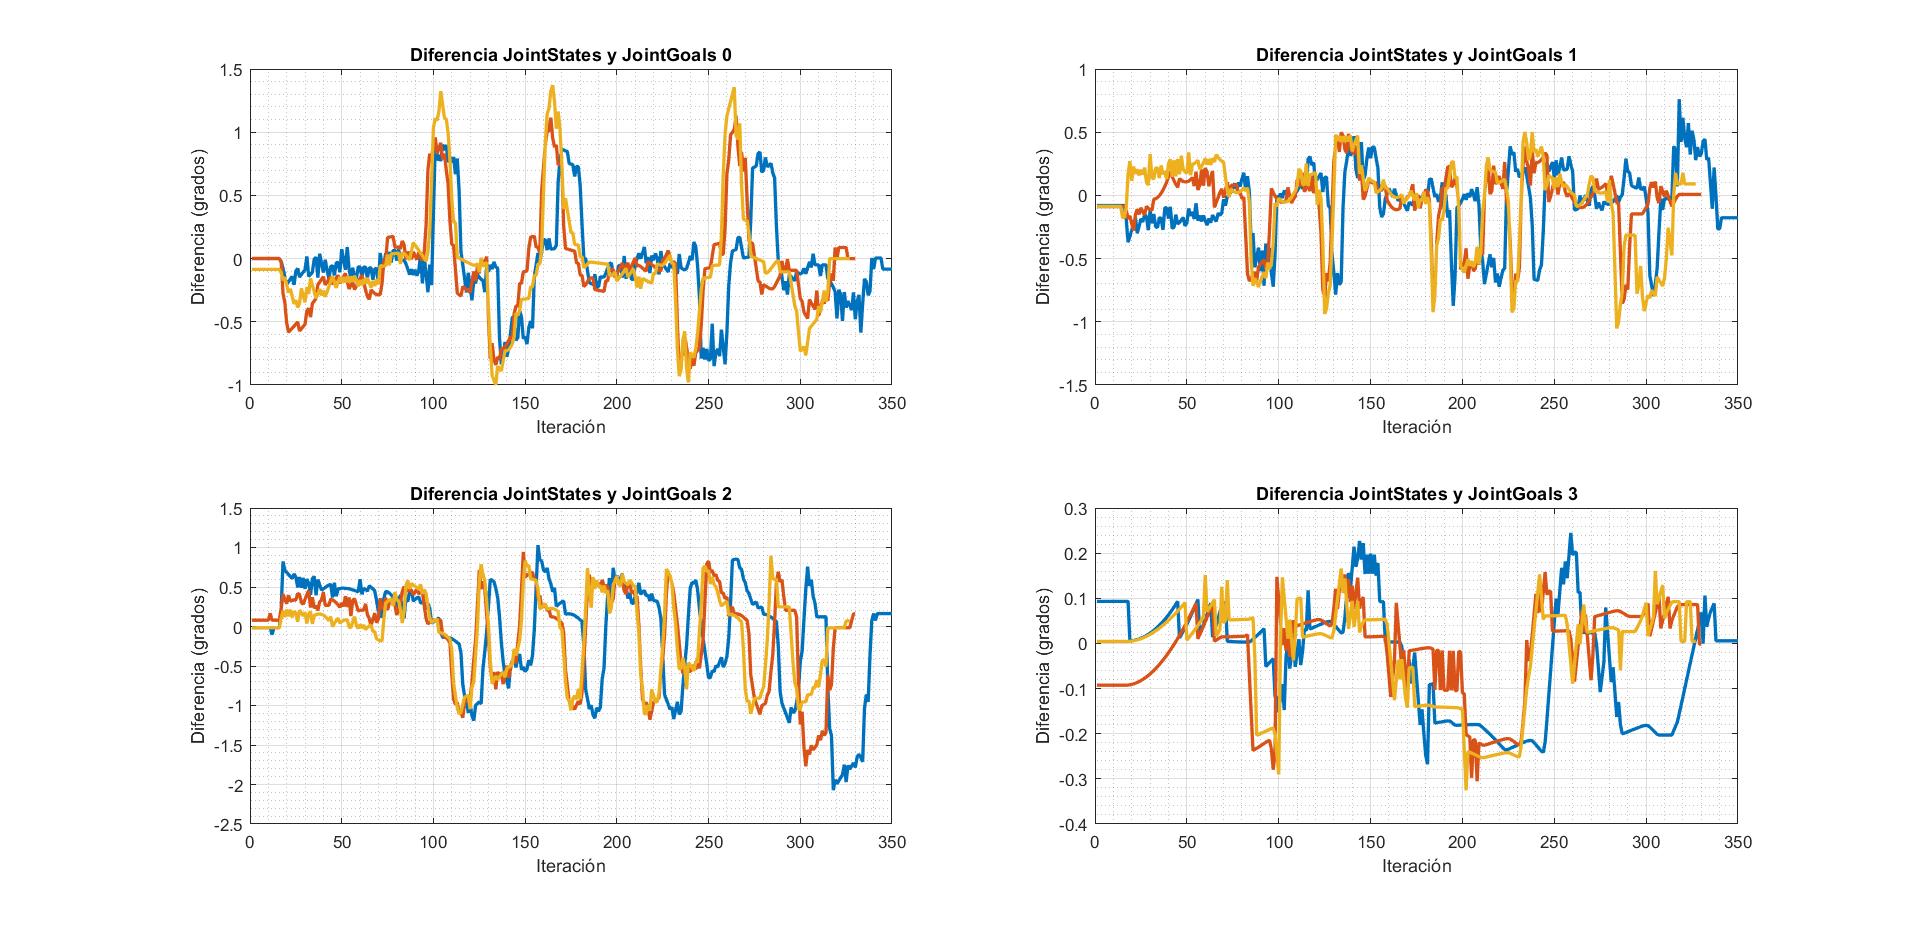 Diferencia JointStates y JointGoals 0
1.5
1
0.5
0
-0.5
-1
Diferencia (grados)
0 50 100 150 200 250 300 350
Iteración
Diferencia JointStates y JointGoals 1
1
0.5
0
-0.5
-1
-1.5
Diferencia (grados)
0 50 100 150 200 250 300 350
Iteración
Diferencia JointStates y JointGoals 2
1.5
1
0.5
0
-0.5
-1
-1.5
-2
-2.5
Diferencia (grados)
0 50 100 150 200 250 300 350
Iteración
Diferencia JointStates y JointGoals 3
0.3
0.2
0.1
0
-0.1
-0.2
-0.3
-0.4
Diferencia (grados)
0 50 100 150 200 250 300 350
Iteración